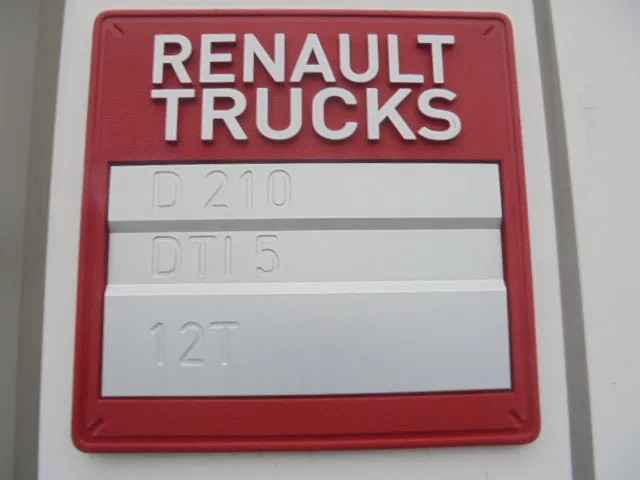 RENAULT
TRUCKS
D 210
DTI 5
12T